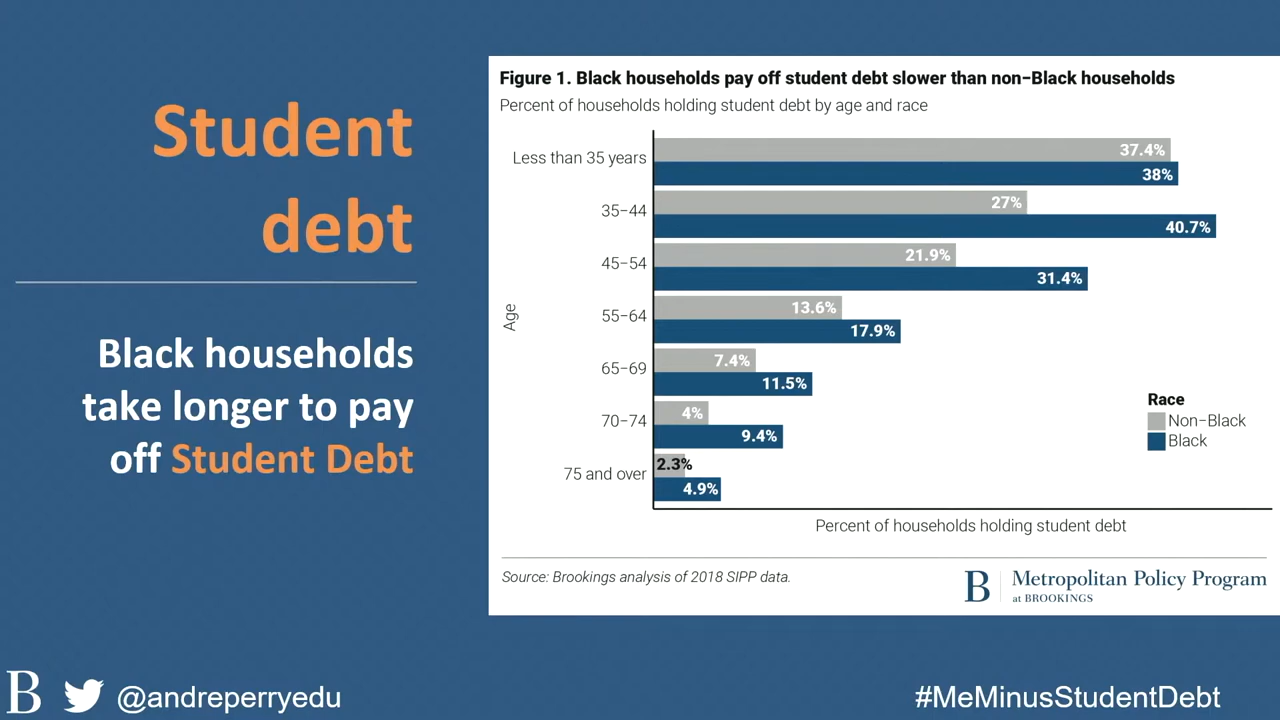 Student
debt
Black households
take longer to pay
off Student Debt
Figure 1. Black households pay off student debt slower than non−Black households
Percent of households holding student debt by age and race
Age
Less than 35 years
37.4%
38%
35−44
27%
40.7%
45−54
21.9%
31.4%
55−64
13.6%
17.9%
65−69
7.4%
11.5%
70−74
4%
9.4%
75 and over
2.3%
4.9%
Race
Non−Black
Black
Percent of households holding student debt
Source: Brookings analysis of 2018 SIPP data.
B
Metropolitan Policy Program
at BROOKINGS
B
@andreperryedu
#MeMinusStudentDebt